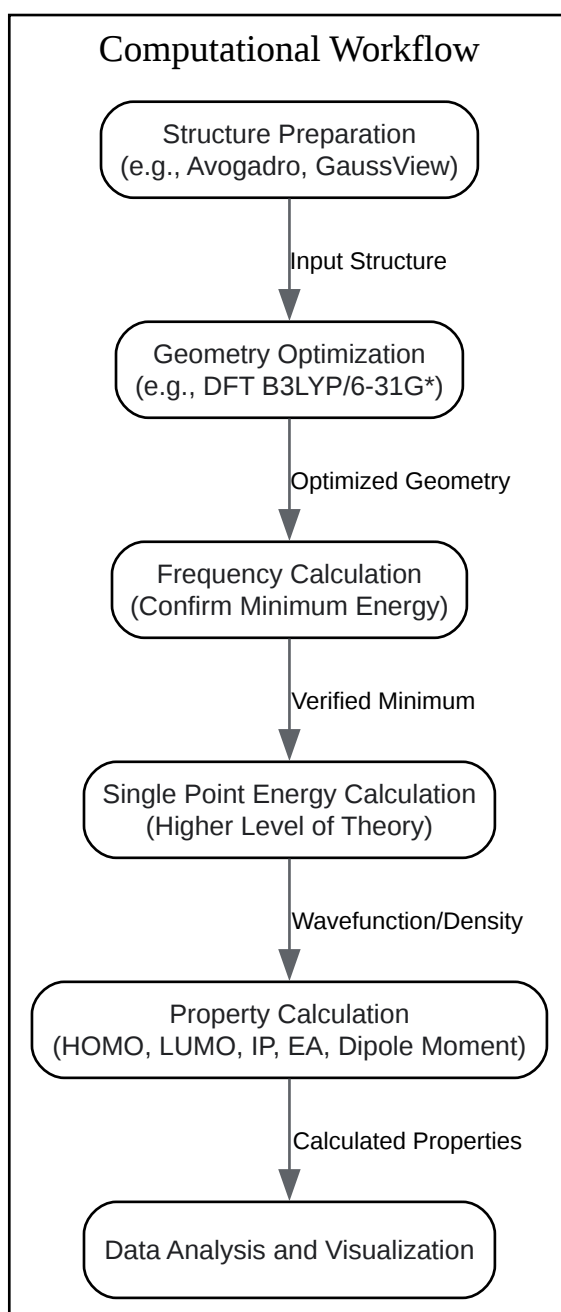 Computational Workflow
Structure Preparation
(e.g., Avogadro, GaussView)
Input Structure
Geometry Optimization
(e.g., DFT B3LYP/6-31G*)
Optimized Geometry
Frequency Calculation
(Confirm Minimum Energy)
Verified Minimum
Single Point Energy Calculation
(Higher Level of Theory)
Wavefunction/Density
Property Calculation
(HOMO, LUMO, IP, EA, Dipole Moment)
Calculated Properties
Data Analysis and Visualization